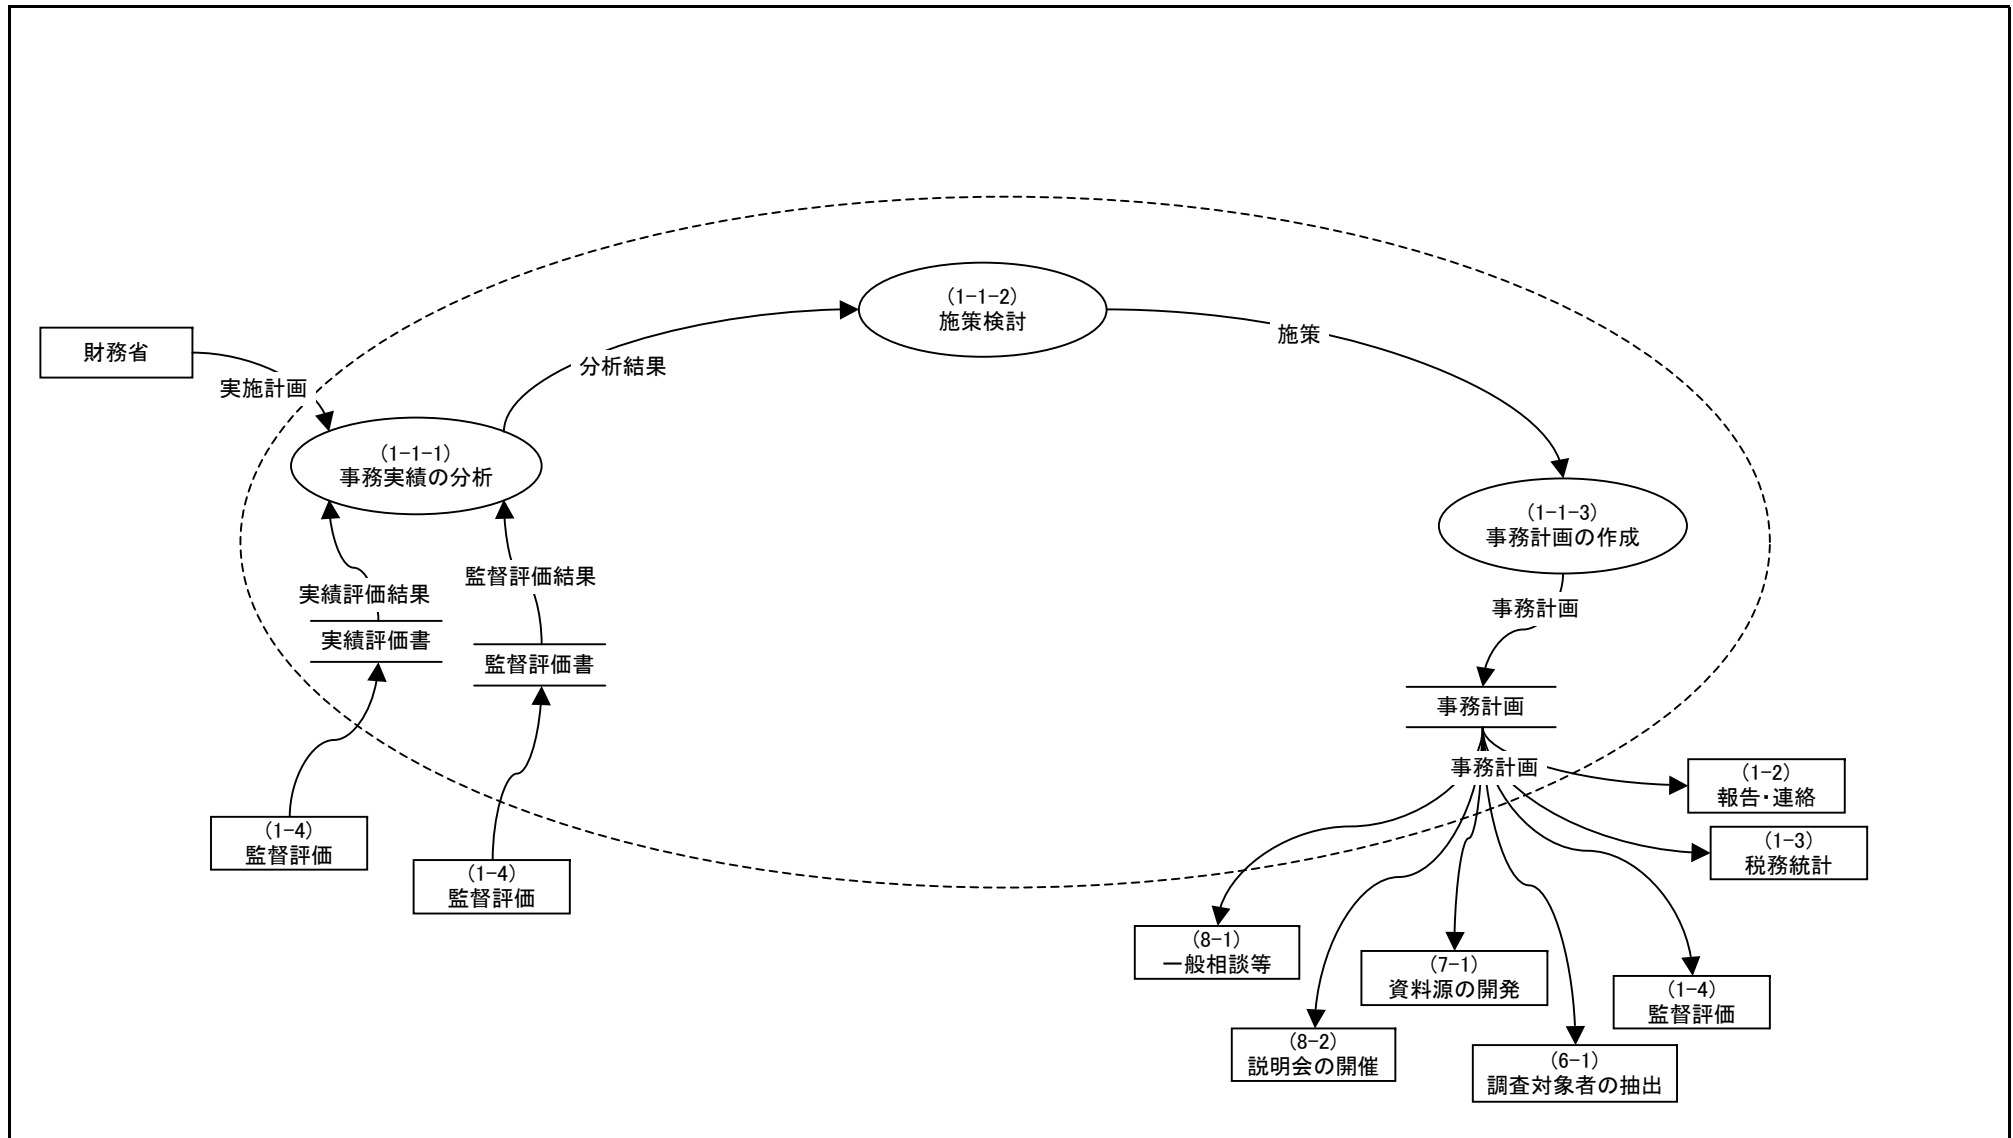 (1-1-2)
施策検討
施策
財務省
分析結果
実施計画
(1-1-1)
事務実績の分析
(1-1-3)
事務計画の作成
監督評価結果
実績評価結果
事務計画
実績評価書
監督評価書
事務計画
事務計画
(1-2)
報告・連絡
(1-4)
監督評価
(1-3)
税務統計
(1-4)
監督評価
(8-1)
一般相談等
(7-1)
資料源の開発
(1-4)
監督評価
(8-2)
説明会の開催
(6-1)
調査対象者の抽出